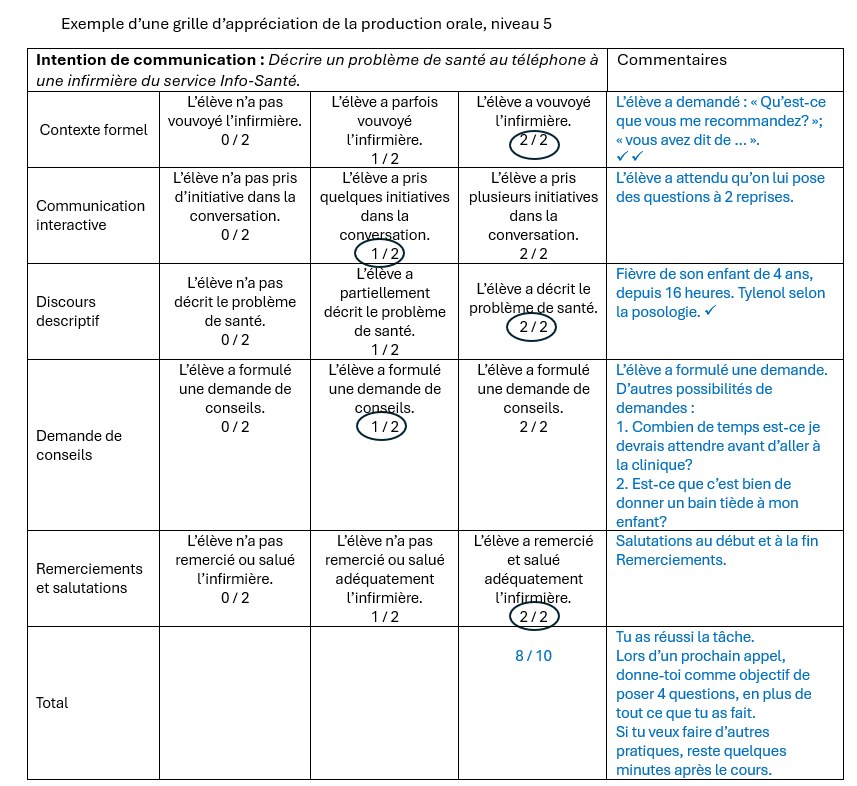 Exemple d’une grille d’appréciation de la production orale, niveau 5
Intention de communication : Décrire un problème de santé au téléphone à
une infirmière du service Info-Santé.
Commentaires
Contexte formel
L’élève n’a pas
vouvoyé l’infirmière.
0 / 2
L’élève a parfois
vouvoyé
l’infirmière.
1 / 2
L’élève a vouvoyé
l’infirmière.
2 / 2
L’élève a demandé : « Qu’est-ce
que vous me recommandez? »;
« vous avez dit de ... ».
✓ ✓
Communication
interactive
L’élève n’a pas pris
d’initiative dans la
conversation.
0 / 2
L’élève a pris
quelques initiatives
dans la
conversation.
1 / 2
L’élève a pris
plusieurs initiatives
dans la
conversation.
2 / 2
L’élève a attendu qu’on lui pose
des questions à 2 reprises.
Discours
descriptif
L’élève n’a pas
décrit le problème
de santé.
0 / 2
L’élève a
partiellement
décrit le problème
de santé.
1 / 2
L’élève a décrit le
problème de santé.
2 / 2
Fièvre de son enfant de 4 ans,
depuis 16 heures. Tylenol selon
la posologie. ✓
Demande de
conseils
L’élève a formulé
une demande de
conseils.
0 / 2
L’élève a formulé
une demande de
conseils.
1 / 2
L’élève a formulé
une demande de
conseils.
2 / 2
L’élève a formulé une demande.
D’autres possibilités de
demandes :
1. Combien de temps est-ce je
devrais attendre avant d’aller à
la clinique?
2. Est-ce que c’est bien de
donner un bain tiède à mon
enfant?
Remerciements
et salutations
L’élève n’a pas
remercié ou salué
l’infirmière.
0 / 2
L’élève n’a pas
remercié ou salué
adéquatement
l’infirmière.
1 / 2
L’élève a remercié
et salué
adéquatement
l’infirmière.
2 / 2
Salutations au début et à la fin
Remerciements.
Total
8 / 10
Tu as réussi la tâche.
Lors d’un prochain appel,
donne-toi comme objectif de
poser 4 questions, en plus de
tout ce que tu as fait.
Si tu veux faire d’autres
pratiques, reste quelques
minutes après le cours.